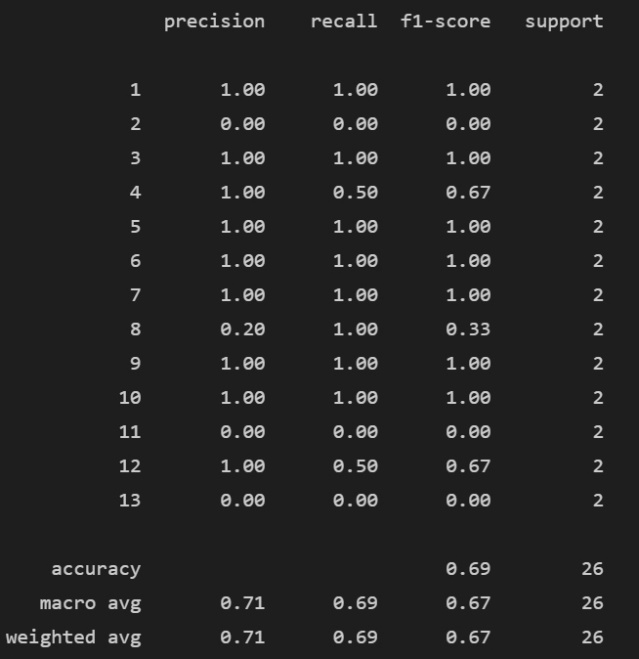 precision recall f1-score support
1 1.00 1.00 1.00 2
2 0.00 0.00 0.00 2
3 1.00 1.00 1.00 2
4 1.00 0.50 0.67 2
5 1.00 1.00 1.00 2
6 1.00 1.00 1.00 2
7 1.00 1.00 1.00 2
8 0.20 1.00 0.33 2
9 1.00 1.00 1.00 2
10 1.00 1.00 1.00 2
11 0.00 0.00 0.00 2
12 1.00 0.50 0.67 2
13 0.00 0.00 0.00 2
accuracy 0.69 26
macro avg 0.71 0.69 0.67 26
weighted avg 0.71 0.69 0.67 26